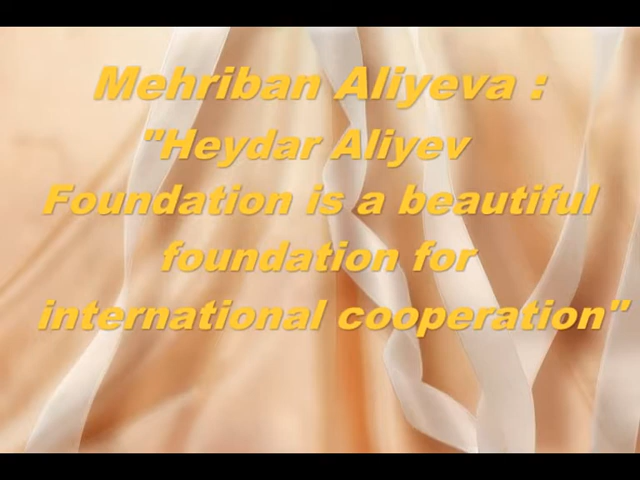 Mehriban Aliyeva :
"Heydar Aliyev
Foundation is a beautiful
foundation for
international cooperation"